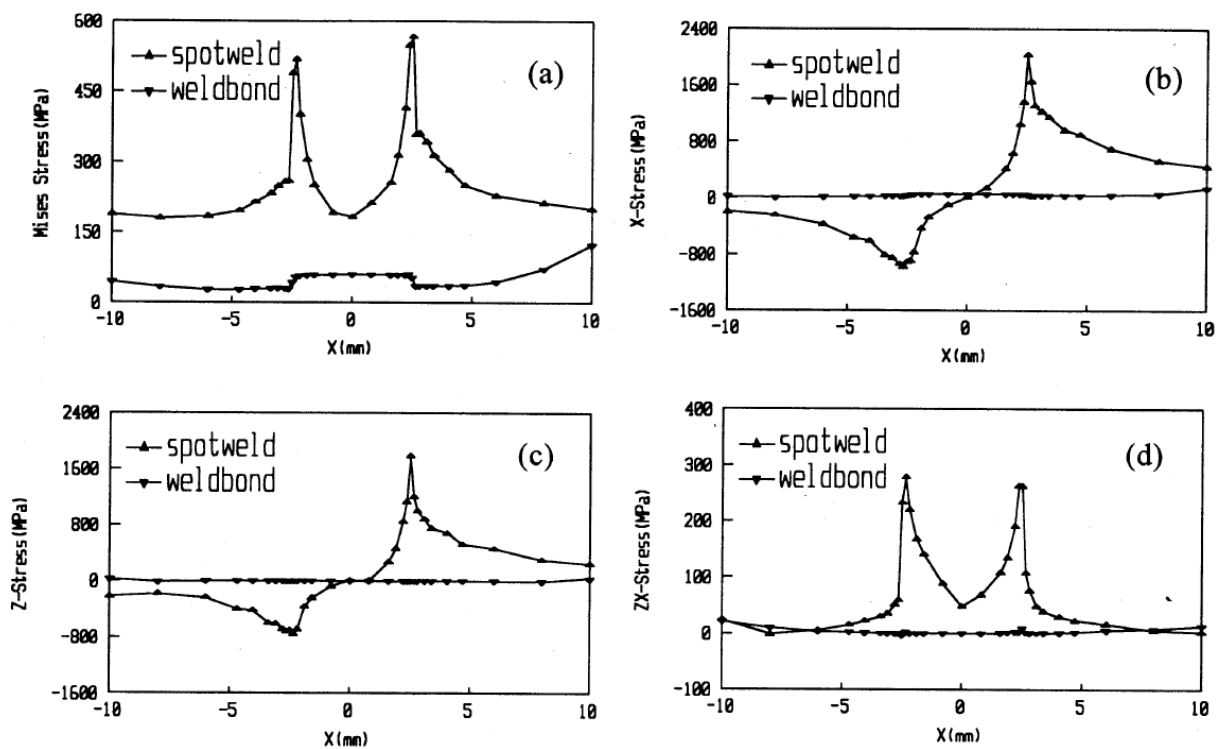 600
450
300
150
0
Mises Stress(MPa)
spotweld
weldbond
(a)
-10
-5
0
5
10
X(mm)
2400
1600
800
0
-800
-1600
X-Stress(MPa)
spotweld
weldbond
(b)
-10
-5
0
5
10
X(mm)
2400
1600
800
0
-800
-1600
Z-Stress(MPa)
spotweld
weldbond
(c)
-10
-5
0
5
10
X(mm)
400
300
200
100
0
-100
ZX-Stress(MPa)
spotweld
weldbond
(d)
-10
-5
0
5
10
X(mm)